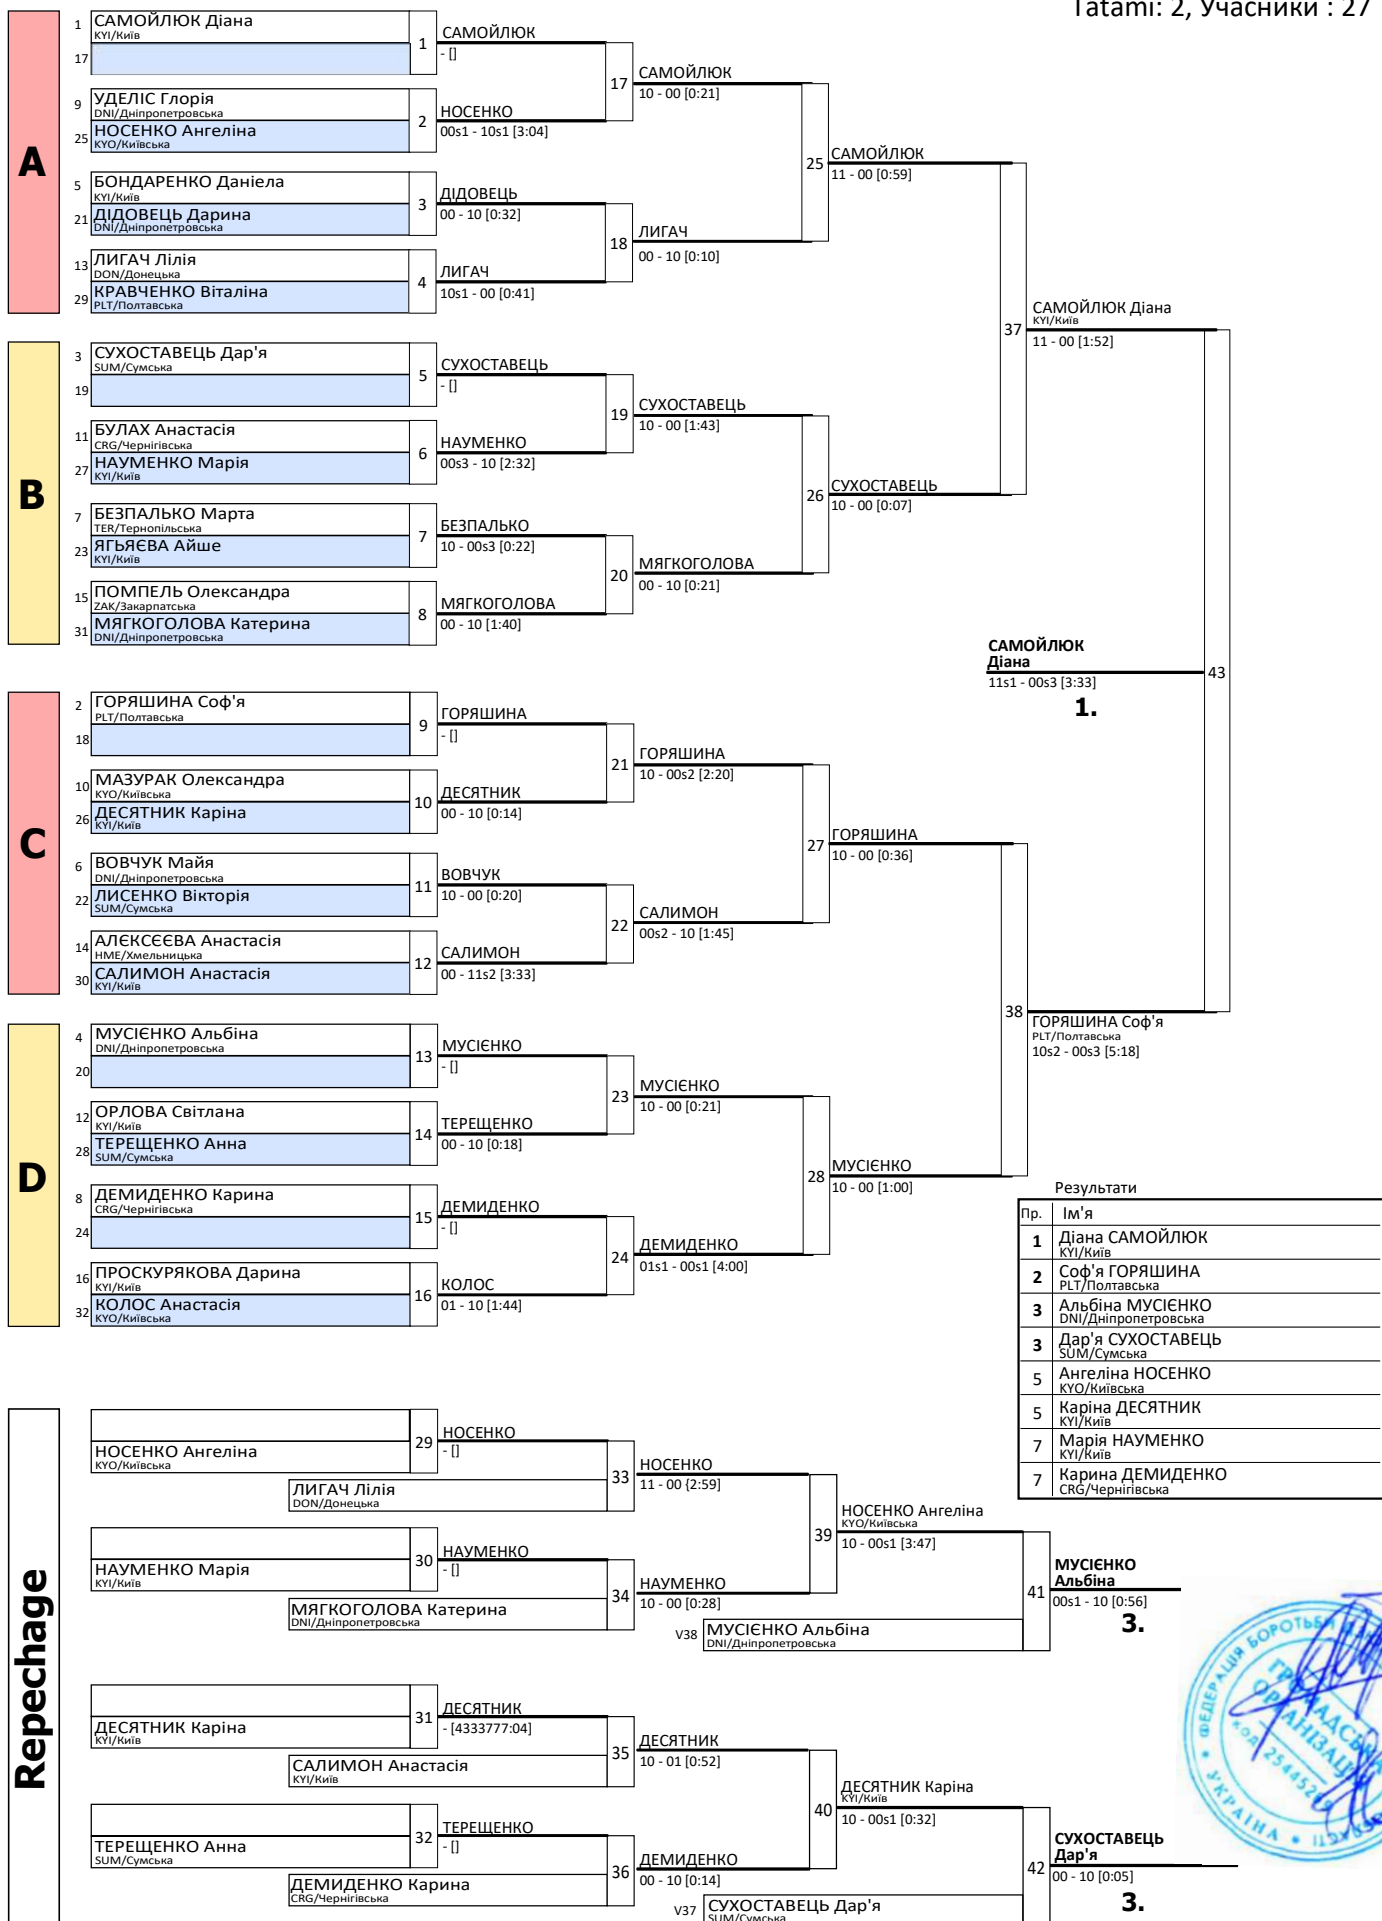 Tatami: 2, Учасники : 27
A
1 САМОЙЛЮК Діана
KYI/Київ
17
1
САМОЙЛЮК
- []
9 УДЕЛІС Глорія
DNI/Дніпропетровська
25 НОСЕНКО Ангеліна
KYO/Київська
2
НОСЕНКО
00s1 - 10s1 [3:04]
17
САМОЙЛЮК
10 - 00 [0:21]
5 БОНДАРЕНКО Даніела
KYI/Київ
21 ДІДОВЕЦЬ Дарина
DNI/Дніпропетровська
3
ДІДОВЕЦЬ
00 - 10 [0:32]
13 ЛИГАЧ Лілія
DON/Донецька
29 КРАВЧЕНКО Віталіна
PLT/Полтавська
4
ЛИГАЧ
10s1 - 00 [0:41]
18
ЛИГАЧ
00 - 10 [0:10]
25
САМОЙЛЮК
11 - 00 [0:59]
B
3 СУХОСТАВЕЦЬ Дар'я
SUM/Сумська
19
5
СУХОСТАВЕЦЬ
- []
11 БУЛАХ Анастасія
CRG/Чернігівська
27 НАУМЕНКО Марія
KYI/Київ
6
НАУМЕНКО
00s3 - 10 [2:32]
19
СУХОСТАВЕЦЬ
10 - 00 [1:43]
7 БЕЗПАЛЬКО Марта
TER/Тернопільська
23 ЯГЬЯЄВА Айше
KYI/Київ
7
БЕЗПАЛЬКО
10 - 00s3 [0:22]
15 ПОМПЕЛЬ Олександра
ZAK/Закарпатська
31 МЯГКОГОЛОВА Катерина
DNI/Дніпропетровська
8
МЯГКОГОЛОВА
00 - 10 [1:40]
20
МЯГКОГОЛОВА
00 - 10 [0:21]
26
СУХОСТАВЕЦЬ
10 - 00 [0:07]
37
САМОЙЛЮК Діана
KYI/Київ
11 - 00 [1:52]
САМОЙЛЮК
Діана
11s1 - 00s3 [3:33]
1.
43
C
2 ГОРЯШИНА Соф'я
PLT/Полтавська
18
9
ГОРЯШИНА
- []
10 МАЗУРАК Олександра
KYO/Київська
26 ДЕСЯТНИК Каріна
KYI/Київ
10
ДЕСЯТНИК
00 - 10 [0:14]
21
ГОРЯШИНА
10 - 00s2 [2:20]
6 ВОВЧУК Майя
DNI/Дніпропетровська
22 ЛИСЕНКО Вікторія
SUM/Сумська
11
ВОВЧУК
10 - 00 [0:20]
14 АЛЄКСЄЄВА Анастасія
HME/Хмельницька
30 САЛИМОН Анастасія
KYI/Київ
12
САЛИМОН
00 - 11s2 [3:33]
22
САЛИМОН
00s2 - 10 [1:45]
27
ГОРЯШИНА
10 - 00 [0:36]
D
4 МУСІЄНКО Альбіна
DNI/Дніпропетровська
20
13
МУСІЄНКО
- []
12 ОРЛОВА Світлана
KYI/Київ
28 ТЕРЕЩЕНКО Анна
SUM/Сумська
14
ТЕРЕЩЕНКО
00 - 10 [0:18]
23
МУСІЄНКО
10 - 00 [0:21]
8 ДЕМИДЕНКО Карина
CRG/Чернігівська
24
15
ДЕМИДЕНКО
- []
16 ПРОСКУРЯКОВА Дарина
KYI/Київ
32 КОЛОС Анастасія
KYO/Київська
16
КОЛОС
01 - 10 [1:44]
24
ДЕМИДЕНКО
01s1 - 00s1 [4:00]
28
МУСІЄНКО
10 - 00 [1:00]
38
ГОРЯШИНА Соф'я
PLT/Полтавська
10s2 - 00s3 [5:18]
Результати
Пр. Ім'я
1 Діана САМОЙЛЮК
KYI/Київ
2 Соф'я ГОРЯШИНА
PLT/Полтавська
3 Альбіна МУСІЄНКО
DNI/Дніпропетровська
3 Дар'я СУХОСТАВЕЦЬ
SUM/Сумська
5 Ангеліна НОСЕНКО
KYO/Київська
5 Каріна ДЕСЯТНИК
KYI/Київ
7 Марія НАУМЕНКО
KYI/Київ
7 Карина ДЕМИДЕНКО
CRG/Чернігівська
Repechage
НОСЕНКО Ангеліна
KYO/Київська
29
НОСЕНКО
- []
ЛИГАЧ Лілія
DON/Донецька
33
НОСЕНКО
11 - 00 {2:59]
НАУМЕНКО Марія
KYI/Київ
30
НАУМЕНКО
- []
МЯГКОГОЛОВА Катерина
DNI/Дніпропетровська
34
НАУМЕНКО
10 - 00 [0:28]
39
НОСЕНКО Ангеліна
KYO/Київська
10 - 00s1 [3:47]
V38 МУСІЄНКО Альбіна
DNI/Дніпропетровська
41
МУСІЄНКО
Альбіна
00s1 - 10 [0:56]
3.
ДЕСЯТНИК Каріна
KYI/Київ
31
ДЕСЯТНИК
- [4333777:04]
САЛИМОН Анастасія
KYI/Київ
35
ДЕСЯТНИК
10 - 01 [0:52]
ТЕРЕЩЕНКО Анна
SUM/Сумська
32
ТЕРЕЩЕНКО
- []
ДЕМИДЕНКО Карина
CRG/Чернігівська
36
ДЕМИДЕНКО
00 - 10 [0:14]
40
ДЕСЯТНИК Каріна
KYI/Київ
10 - 00s1 [0:32]
V37 СУХОСТАВЕЦЬ Дар'я
SUM/Сумська
42
СУХОСТАВЕЦЬ
Дар'я
00 - 10 [0:05]
3.
ФЕДЕРАЦІЯ БОРОТЬБИ
УКРАЇНА